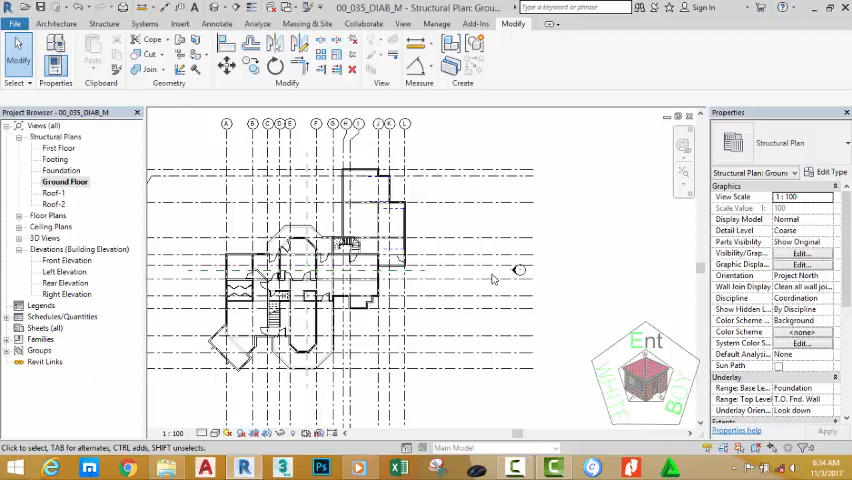 00_035_DIAB_M - Structural Plan: Grou...
Type a keyword or phrase
Sign In
File Architecture Structure Systems Insert Annotate Analyze Massing & Site Collaborate View Manage Add-Ins Modify
Modify
Paste
Cope
Cut
Join
Select Properties Clipboard Geometry Modify View Measure Create
Project Browser - 00_035_DIAB_M
Views (all)
Structural Plans
First Floor
Footing
Foundation
Ground Floor
Roof-1
Roof-2
Floor Plans
Ceiling Plans
3D Views
Elevations (Building Elevation)
Front Elevation
Left Elevation
Rear Elevation
Right Elevation
Legends
Schedules/Quantities
Sheets (all)
Families
Groups
Revit Links
A B C D E F G H I J K L
Ent
WHITE
BOY
Properties
Structural Plan
Structural Plan: Ground
Edit Type
Graphics
View Scale 1 : 100
Scale Value 1: 100
Display Model Normal
Detail Level Coarse
Parts Visibility Show Original
Visibility/Grap... Edit...
Graphic Displa... Edit...
Orientation Project North
Wall Join Display Clean all wall joi...
Discipline Coordination
Show Hidden L... By Discipline
Color Scheme ... Background
Color Scheme <none>
System Color S... Edit...
Default Analysi... None
Sun Path
Underlay
Range: Base Le... Foundation
Range: Top Level T.O. Fnd. Wall
Underlay Orien... Look down
Extents
Properties help
Apply
1 : 100
Click to select, TAB for alternates, CTRL adds, SHIFT unselects.
Main Model
:0
6:34 AM
11/3/2017